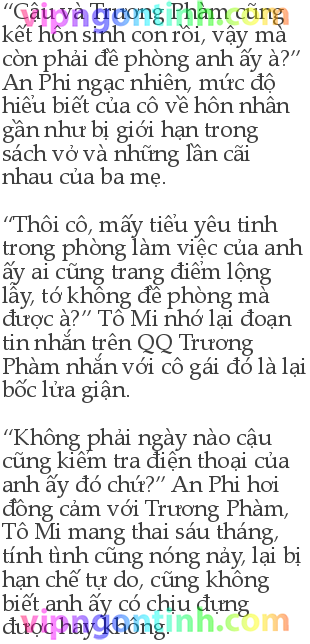 “Cậu và Trương Phàm cũng
kết hôn sinh con rồi, vậy mà
còn phải đề phòng anh ấy à?”
An Phi ngạc nhiên, mức độ
hiểu biết của cô về hôn nhân
gần như bị giới hạn trong
sách vở và những lần cãi
nhau của ba mẹ.
“Thôi cô, mấy tiểu yêu tinh
trong phòng làm việc của anh
ấy ai cũng trang điểm lộng
lẫy, tớ không đề phòng mà
được à?” Tô Mi nhớ lại đoạn
tin nhắn trên QQ Trương
Phàm nhắn với cô gái đó là lại
bốc lửa giận.
“Không phải ngày nào cậu
cũng kiểm tra điện thoại của
anh ấy đó chứ?” An Phi hơi
đồng cảm với Trương Phàm,
Tô Mi mang thai sáu tháng,
tính tình cũng nóng nảy, lại bị
hạn chế tự do, cũng không
biết anh ấy có chịu đựng
được hay không.
vipngontinh.com
vipngontinh.com